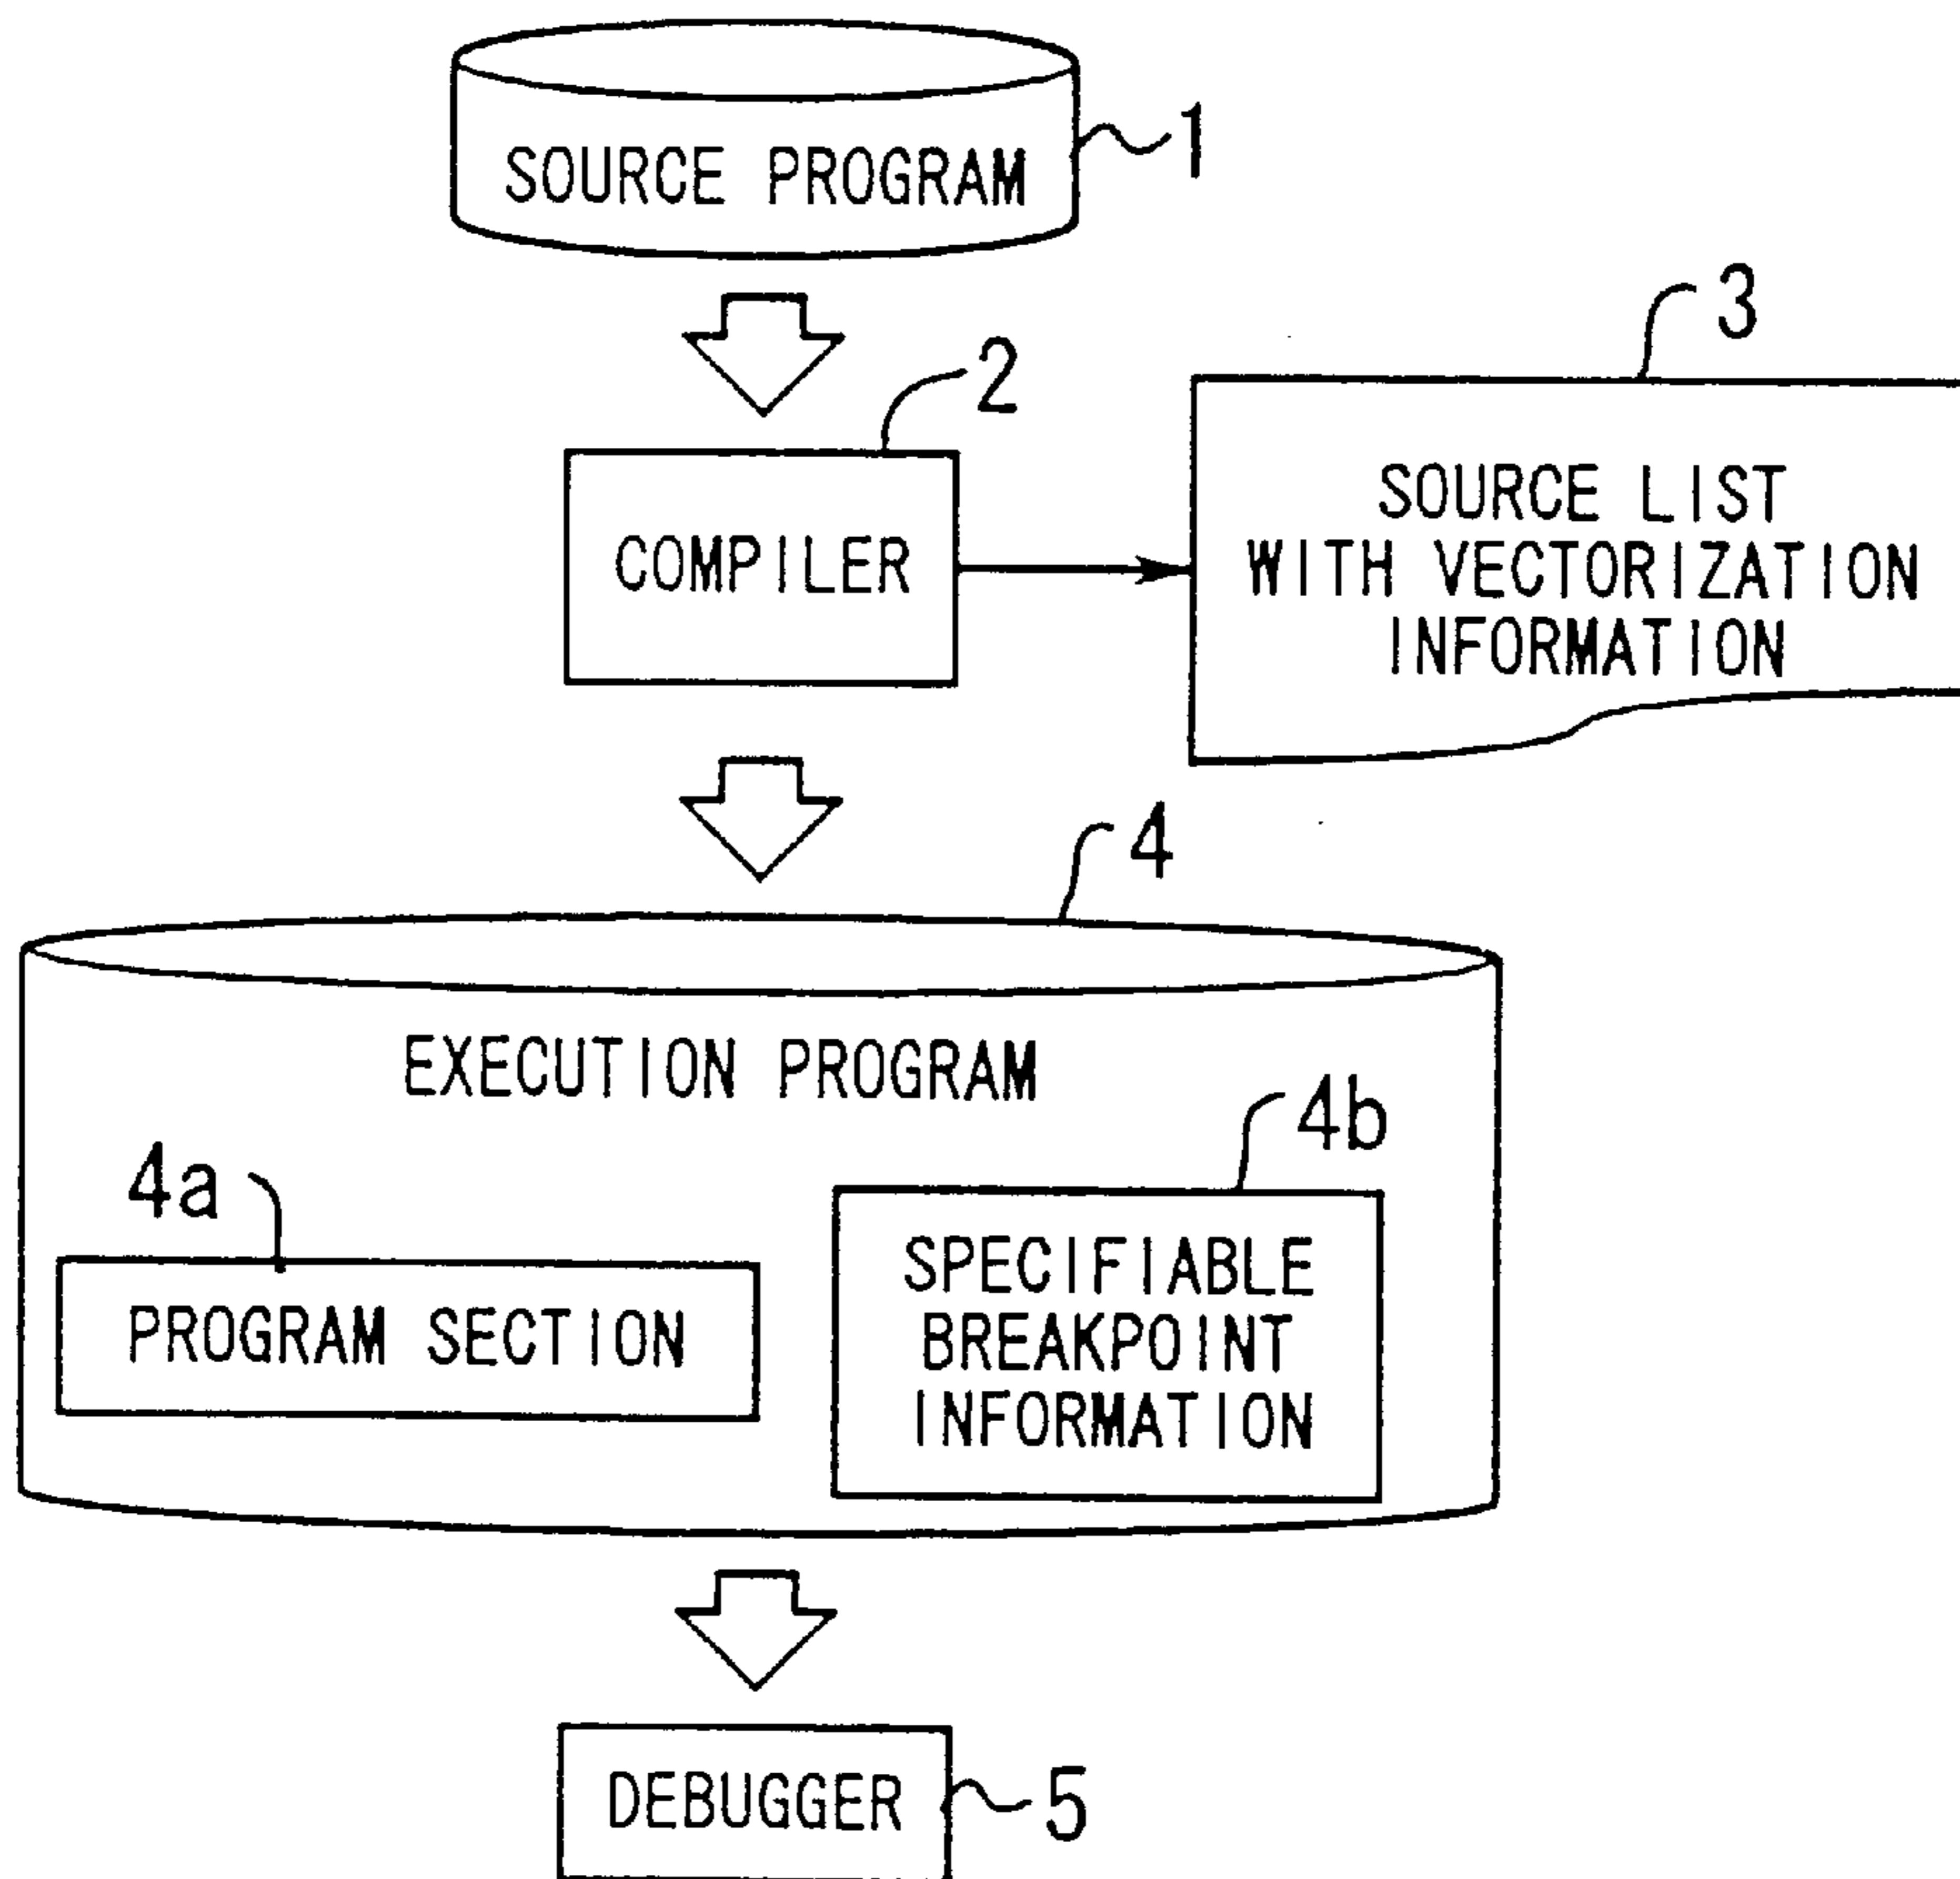 SOURCE PROGRAM
1
2
3
COMPILER
SOURCE LIST
WITH VECTORIZATION
INFORMATION
4
EXECUTION PROGRAM
4a
4b
PROGRAM SECTION
SPECIFIABLE
BREAKPOINT
INFORMATION
DEBUGGER
5